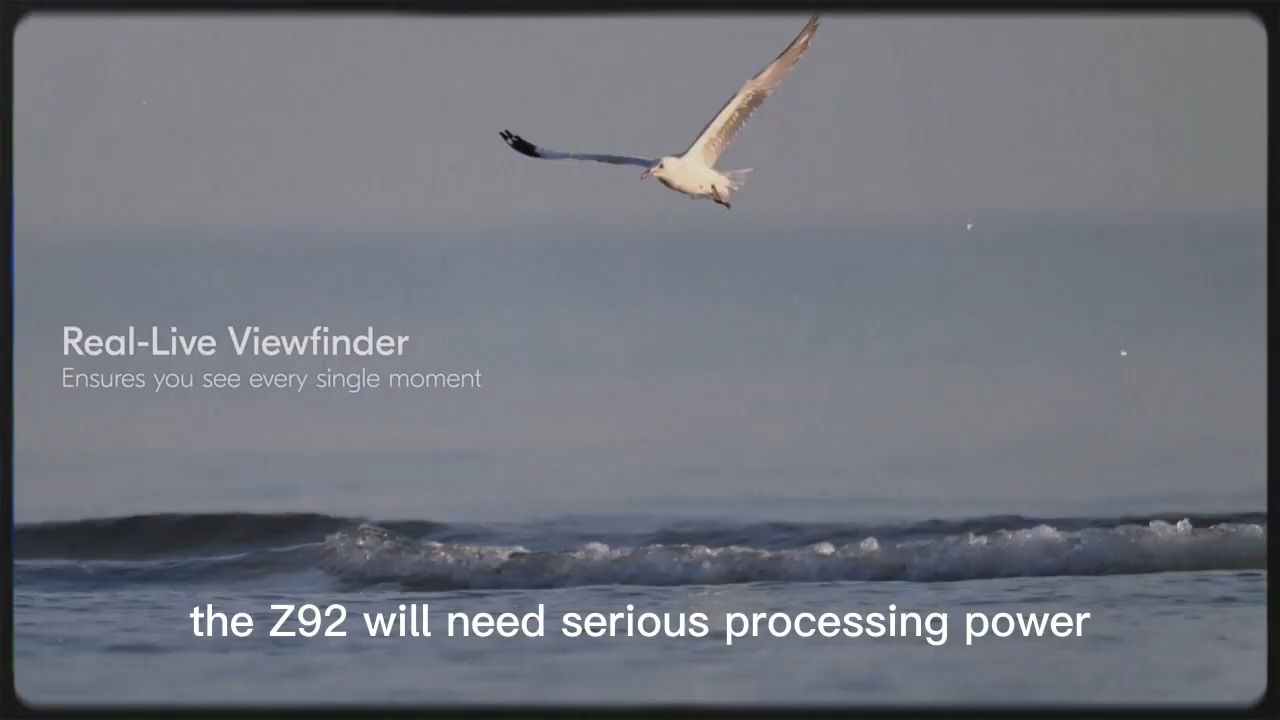 Real-Live Viewfinder
Ensures you see every single moment
the Z92 will need serious processing power